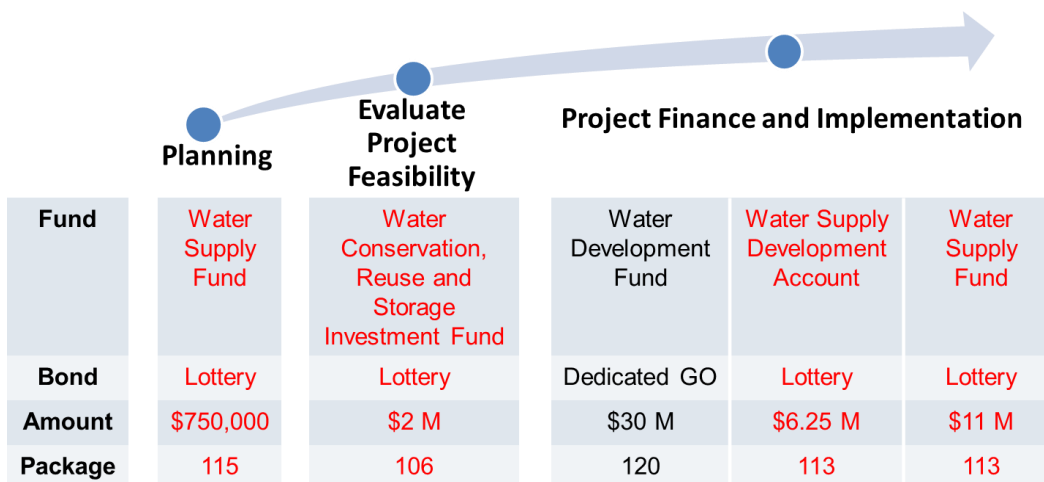 Planning
Evaluate
Project
Feasibility
Project Finance and Implementation
Fund
Water
Supply
Fund
Water
Conservation,
Reuse and
Storage
Investment Fund
Water
Development
Fund
Water Supply
Development
Account
Water
Supply
Fund
Bond
Lottery
Lottery
Dedicated GO
Lottery
Lottery
Amount
$750,000
$2 M
$30 M
$6.25 M
$11 M
Package
115
106
120
113
113